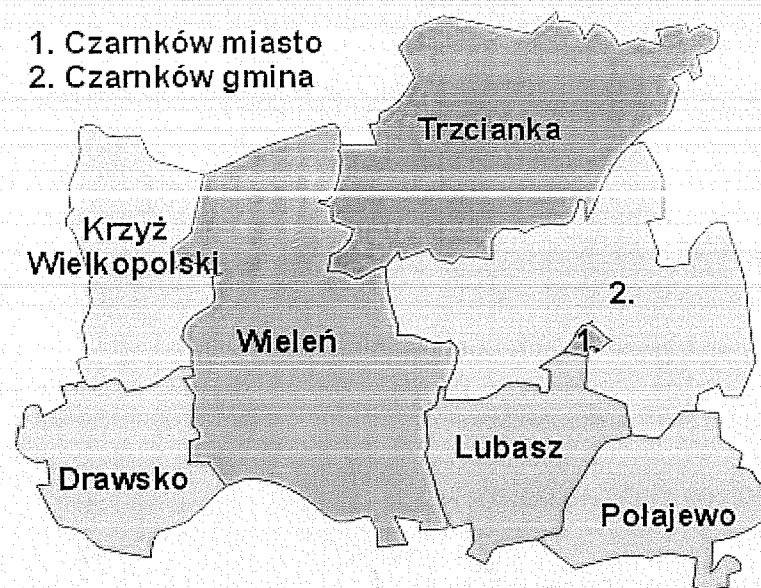 1. Czarnków miasto
2. Czarnków gmina
Trzcianka
Krzyż
Wielkopolski
2.
1.
Wieleń
Lubasz
Drawsko
Połajewo